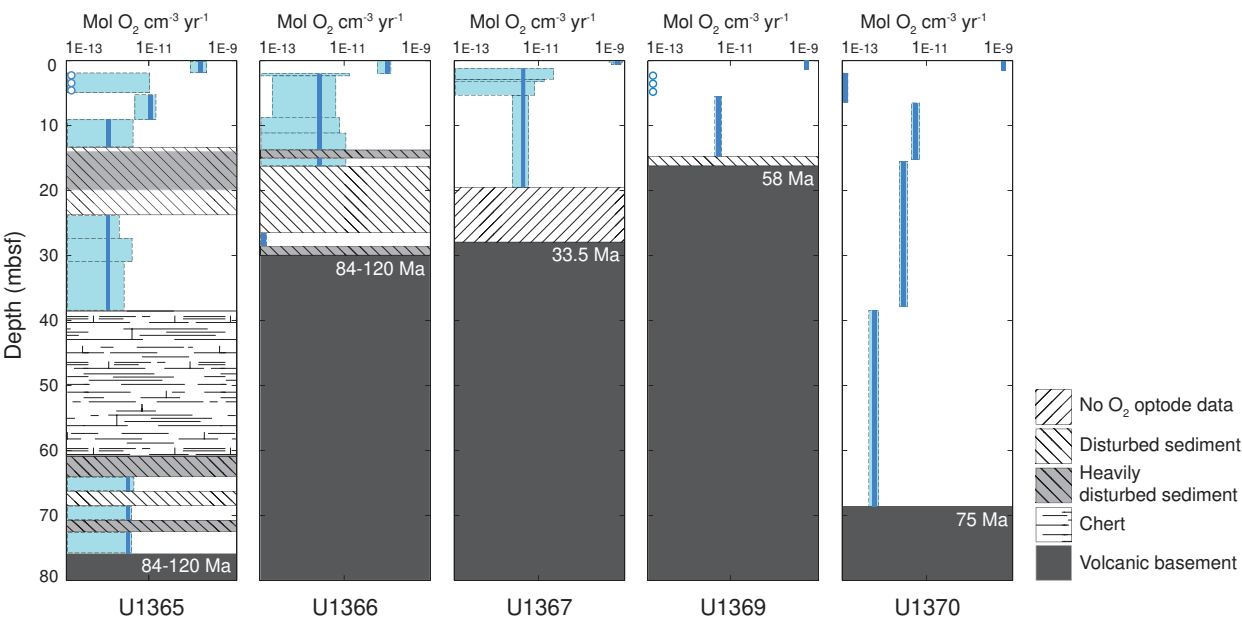 Mol O₂ cm⁻³ yr⁻¹ Mol O₂ cm⁻³ yr⁻¹ Mol O₂ cm⁻³ yr⁻¹ Mol O₂ cm⁻³ yr⁻¹ Mol O₂ cm⁻³ yr⁻¹
1E-13 1E-11 1E-9 1E-13 1E-11 1E-9 1E-13 1E-11 1E-9 1E-13 1E-11 1E-9 1E-13 1E-11 1E-9
0
10
20
30
40
50
60
70
80
Depth (mbsf)
84-120 Ma
84-120 Ma
33.5 Ma
58 Ma
75 Ma
U1365 U1366 U1367 U1369 U1370
No O₂ optode data
Disturbed sediment
Heavily
disturbed sediment
Chert
Volcanic basement